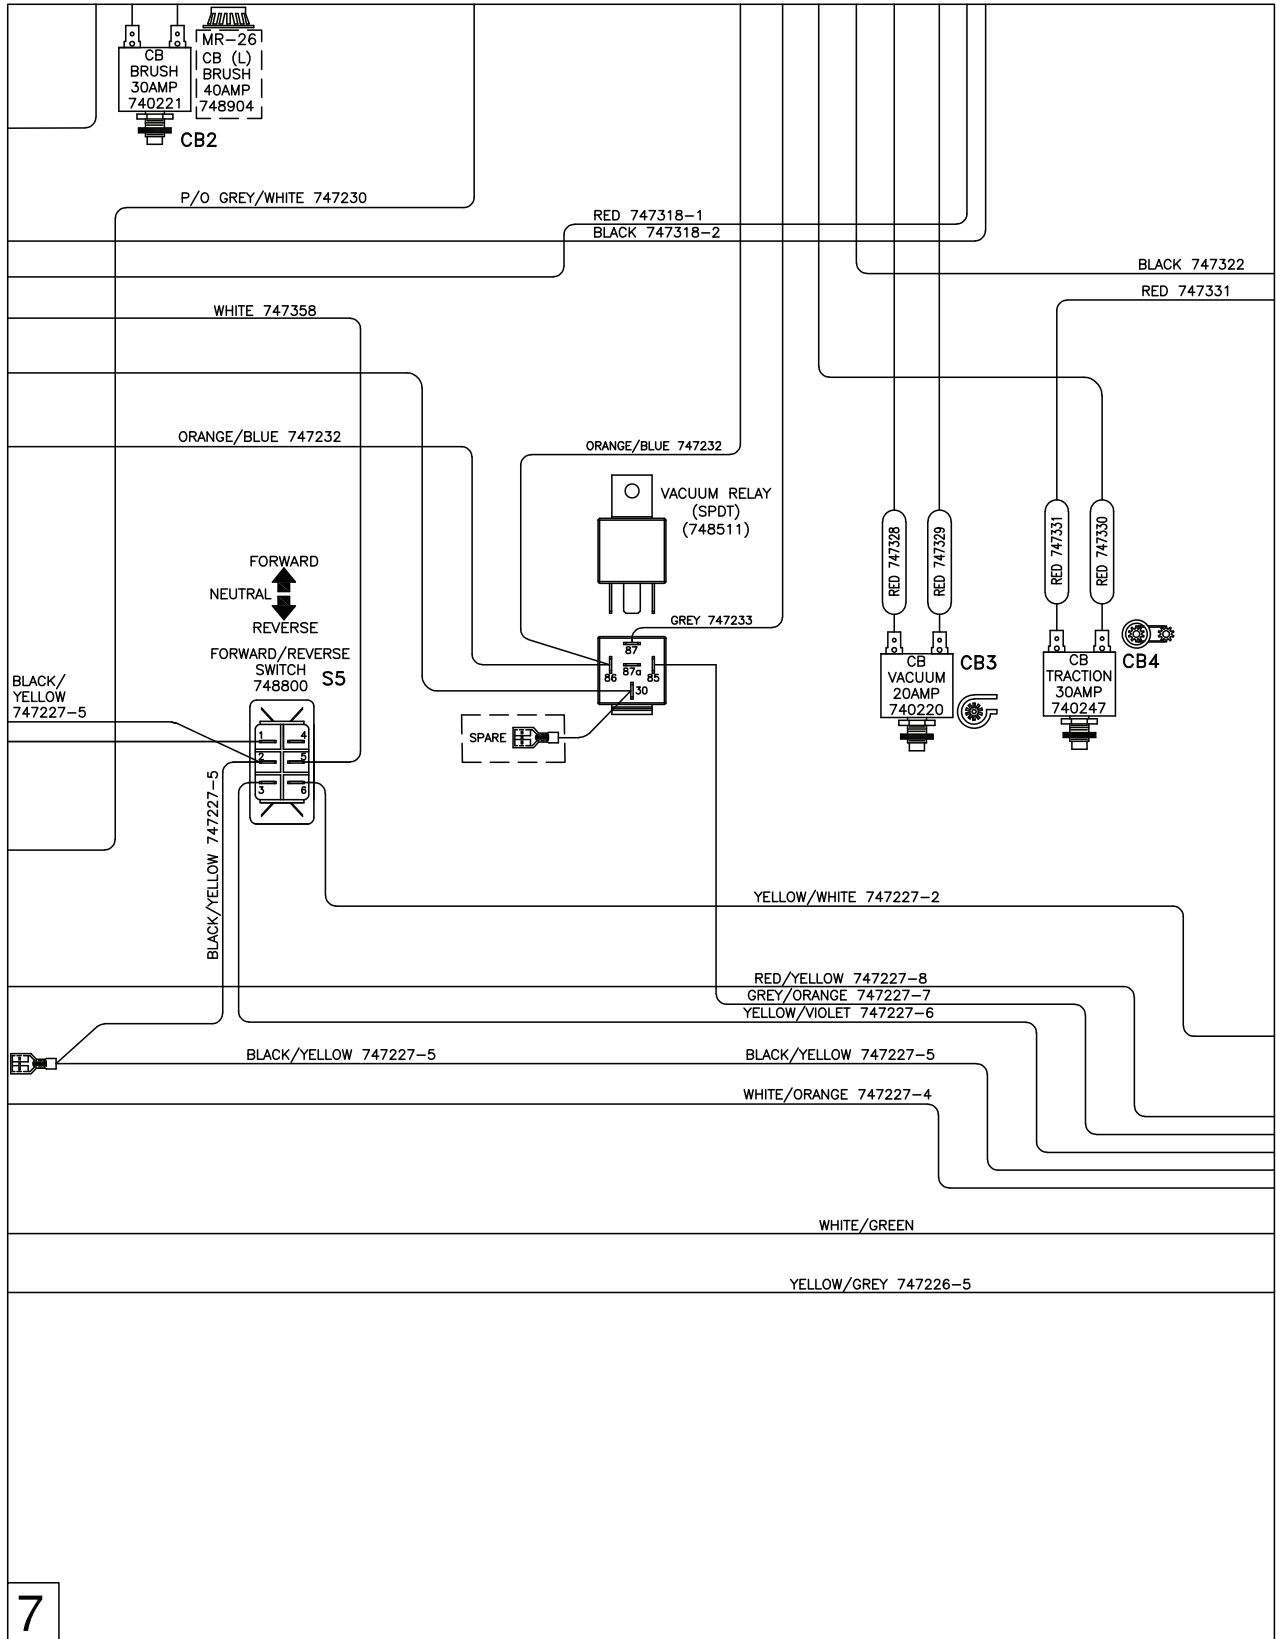 MR-26
CB
BRUSH
30AMP
740221
CB (L)
BRUSH
40AMP
748904
CB2
P/O GREY/WHITE 747230
RED 747318-1
BLACK 747318-2
BLACK 747322
RED 747331
WHITE 747358
ORANGE/BLUE 747232
ORANGE/BLUE 747232
VACUUM RELAY
(SPDT)
(748511)
RED 747328
RED 747329
RED 747331
RED 747330
FORWARD
NEUTRAL
REVERSE
GREY 747233
87
87a
86
85
30
FORWARD/REVERSE
SWITCH
748800
S5
CB
VACUUM
20AMP
740220
CB3
CB
TRACTION
30AMP
740247
CB4
BLACK/
YELLOW
747227-5
1
4
2
5
3
6
SPARE
BLACK/YELLOW 747227-5
YELLOW/WHITE 747227-2
RED/YELLOW 747227-8
GREY/ORANGE 747227-7
YELLOW/VIOLET 747227-6
BLACK/YELLOW 747227-5
BLACK/YELLOW 747227-5
WHITE/ORANGE 747227-4
WHITE/GREEN
YELLOW/GREY 747226-5
7